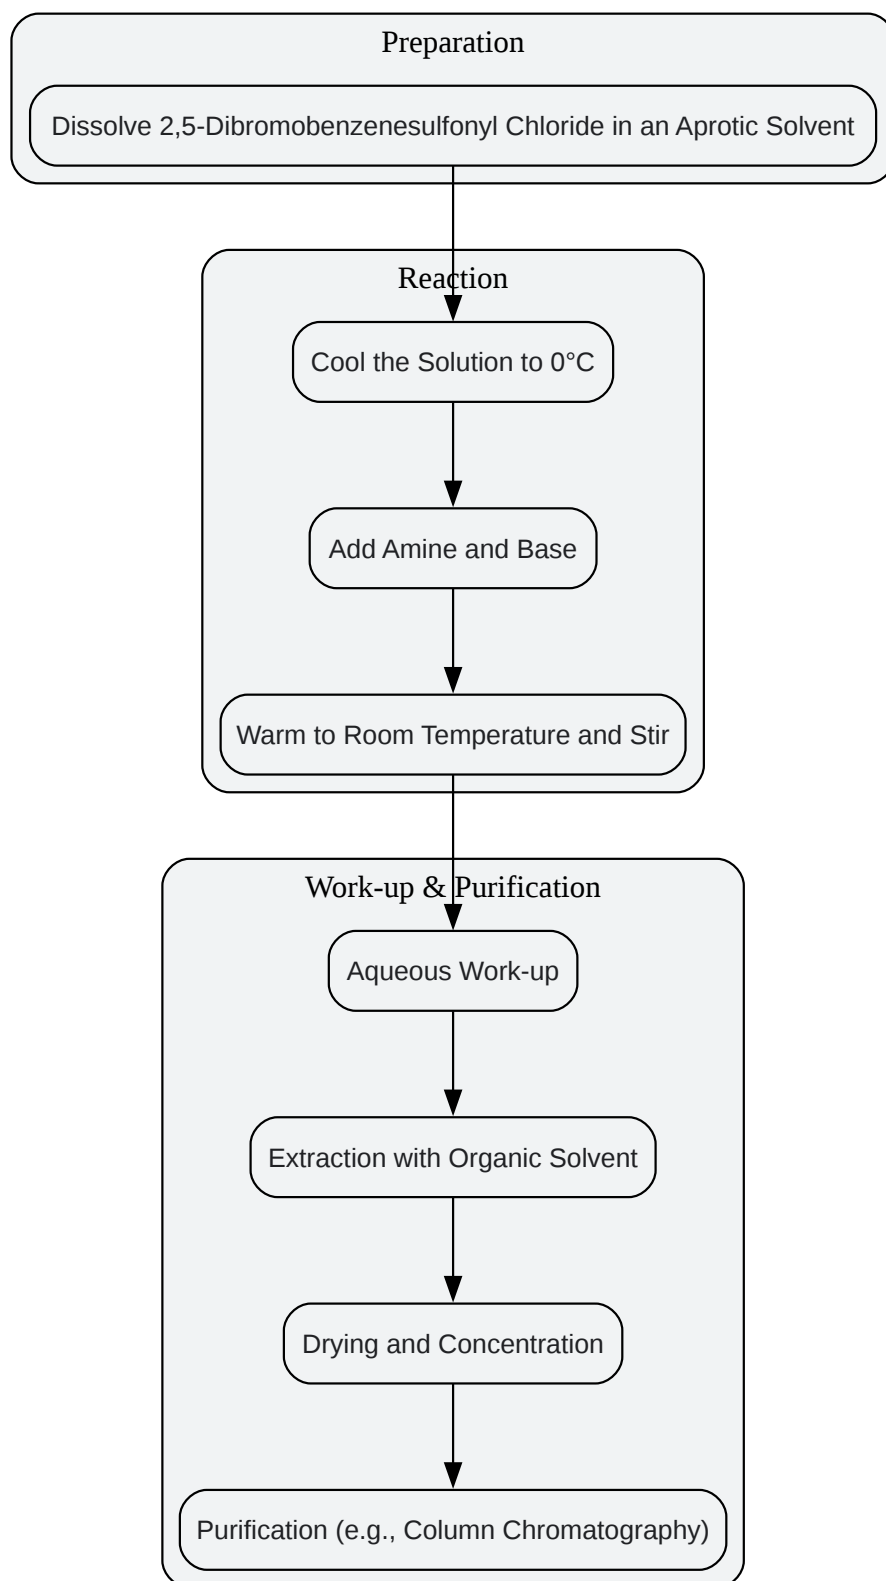 Preparation
Dissolve 2,5-Dibromobenzenesulfonyl Chloride in an Aprotic Solvent
Reaction
Cool the Solution to 0°C
Add Amine and Base
Warm to Room Temperature and Stir
Work-up & Purification
Aqueous Work-up
Extraction with Organic Solvent
Drying and Concentration
Purification (e.g., Column Chromatography)